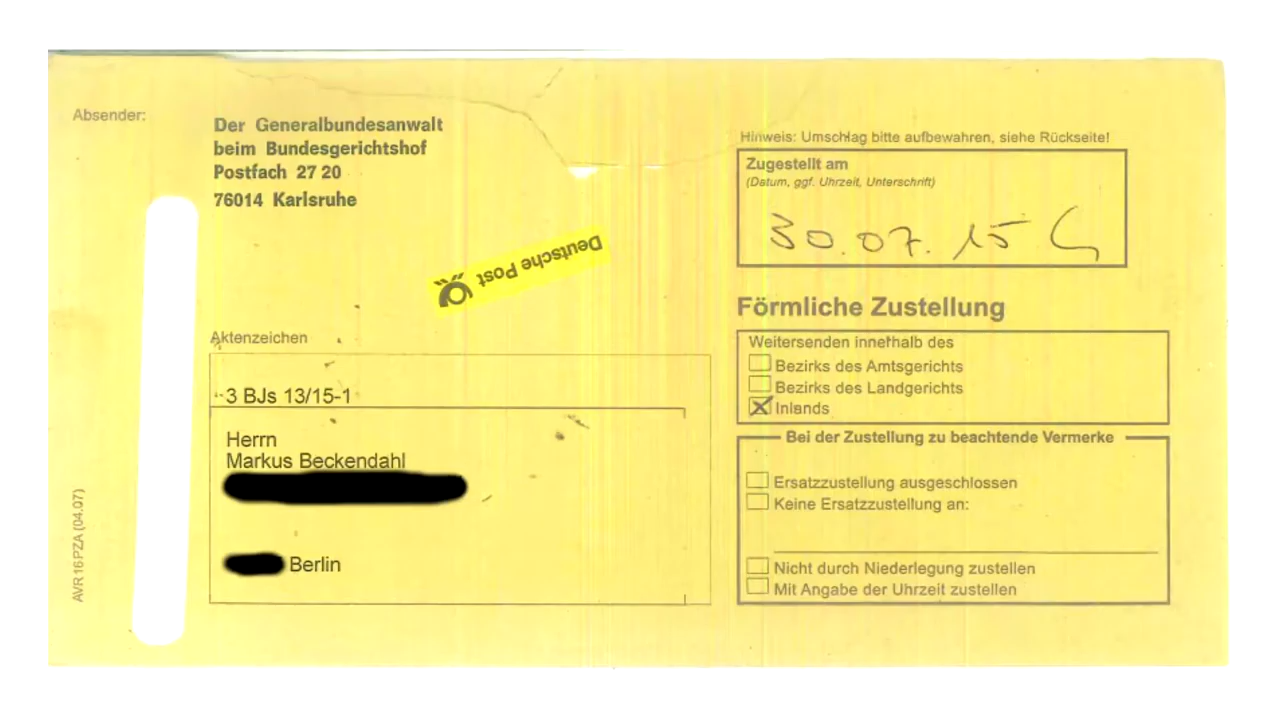 Absender:
Der Generalbundesanwalt
beim Bundesgerichtshof
Postfach 27 20
76014 Karlsruhe
Deutsche Post
Aktenzeichen
3 BJs 13/15-1
Herrn
Markus Beckendahl
Berlin
AVR16PZA (04.07)
Hinweis: Umschlag bitte aufbewahren, siehe Rückseite!
Zugestellt am
(Datum, ggf. Uhrzeit, Unterschrift)
30.07.15
Förmliche Zustellung
Weitersenden innerhalb des
Bezirks des Amtsgerichts
Bezirks des Landgerichts
Inlands
Bei der Zustellung zu beachtende Vermerke
Ersatzzustellung ausgeschlossen
Keine Ersatzzustellung an:
Nicht durch Niederlegung zustellen
Mit Angabe der Uhrzeit zustellen